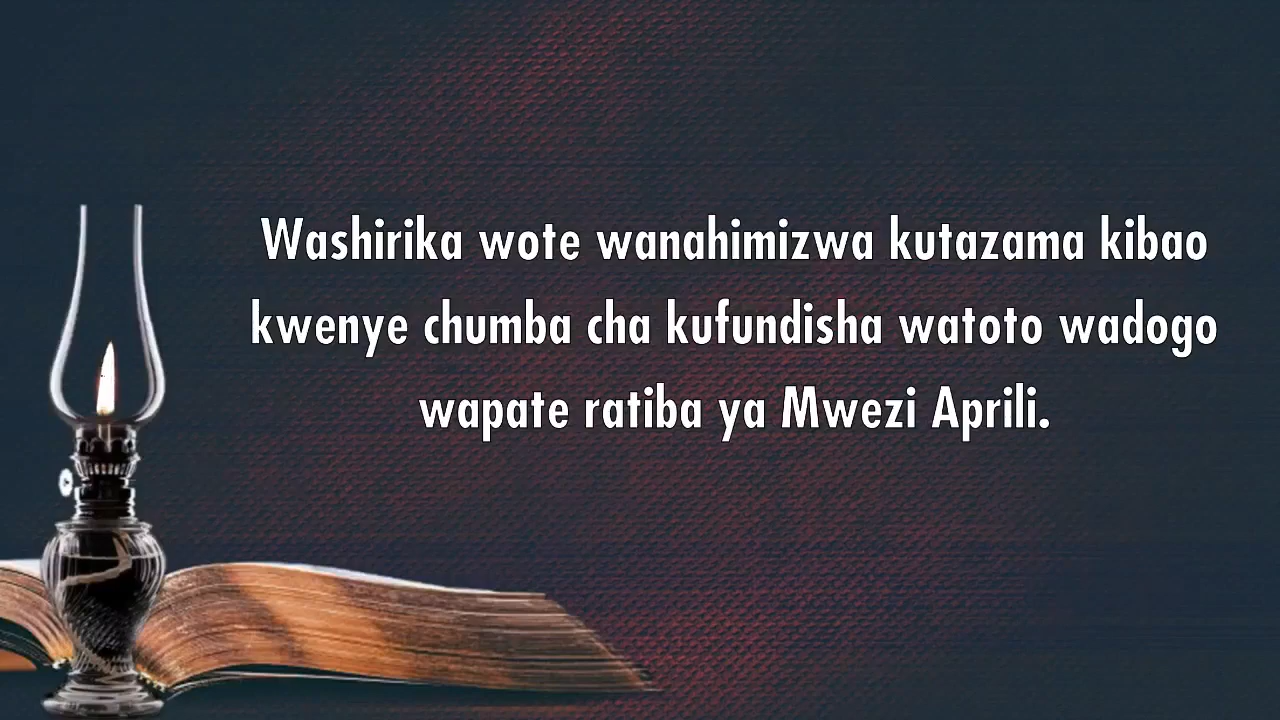 Washirika wote wanahimizwa kutazama kibao
kwenye chumba cha kufundisha watoto wadogo
wapate ratiba ya Mwezi Aprili.